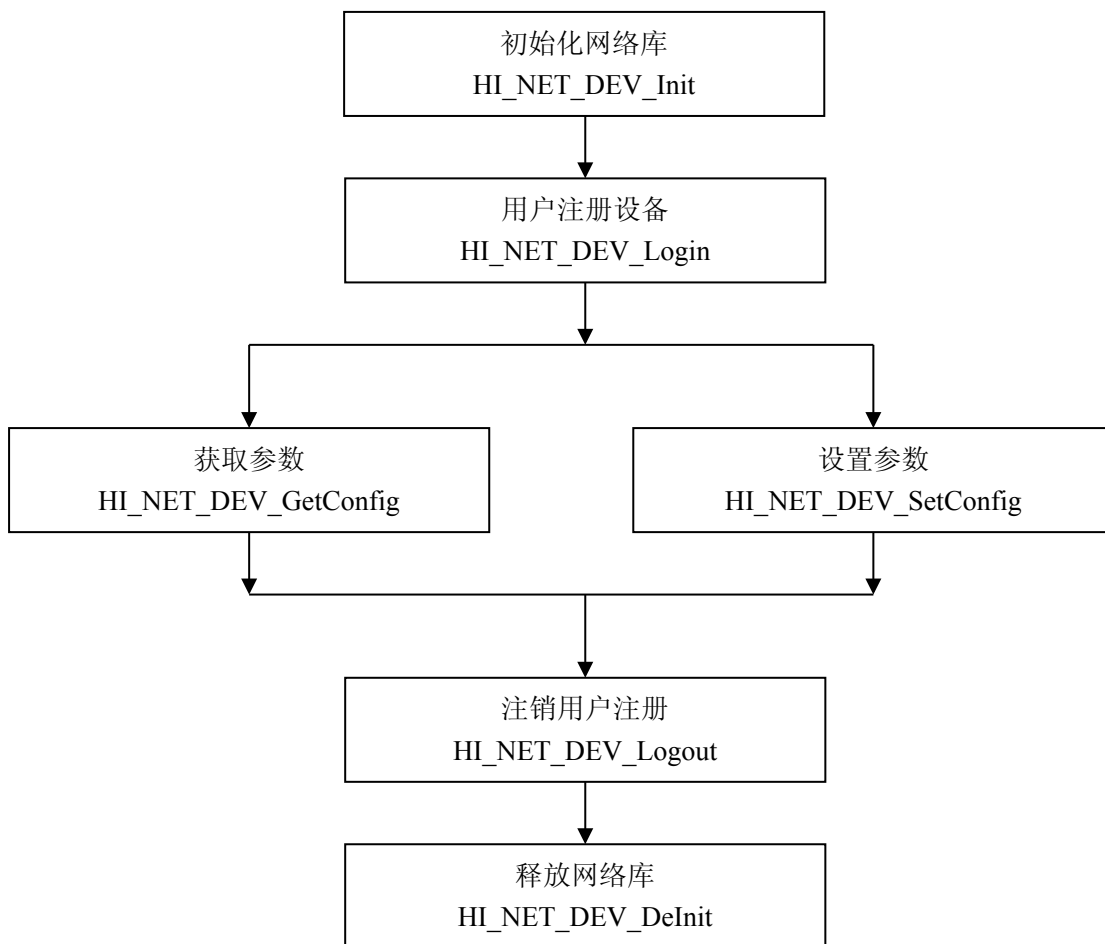 初始化网络库
HI_NET_DEV_Init
用户注册设备
HI_NET_DEV_Login
获取参数
HI_NET_DEV_GetConfig
设置参数
HI_NET_DEV_SetConfig
注销用户注册
HI_NET_DEV_Logout
释放网络库
HI_NET_DEV_DeInit